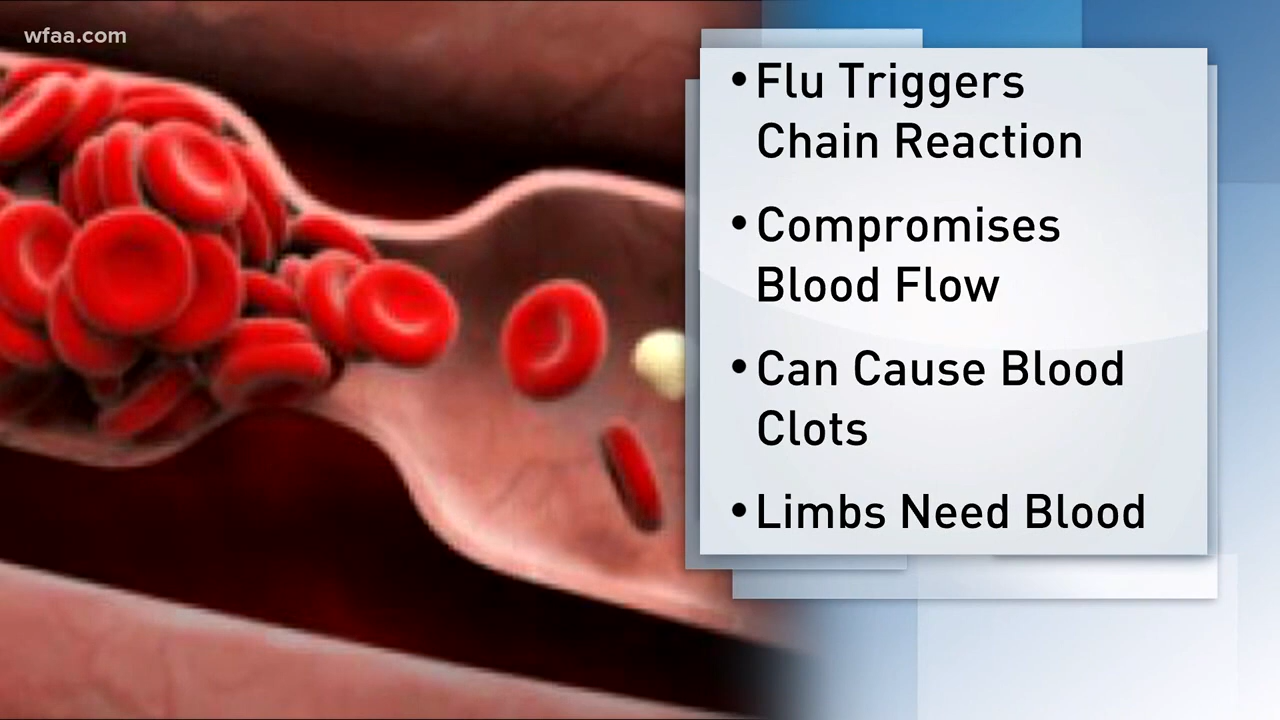 wfaa.com
• Flu Triggers
Chain Reaction
• Compromises
Blood Flow
• Can Cause Blood
Clots
• Limbs Need Blood